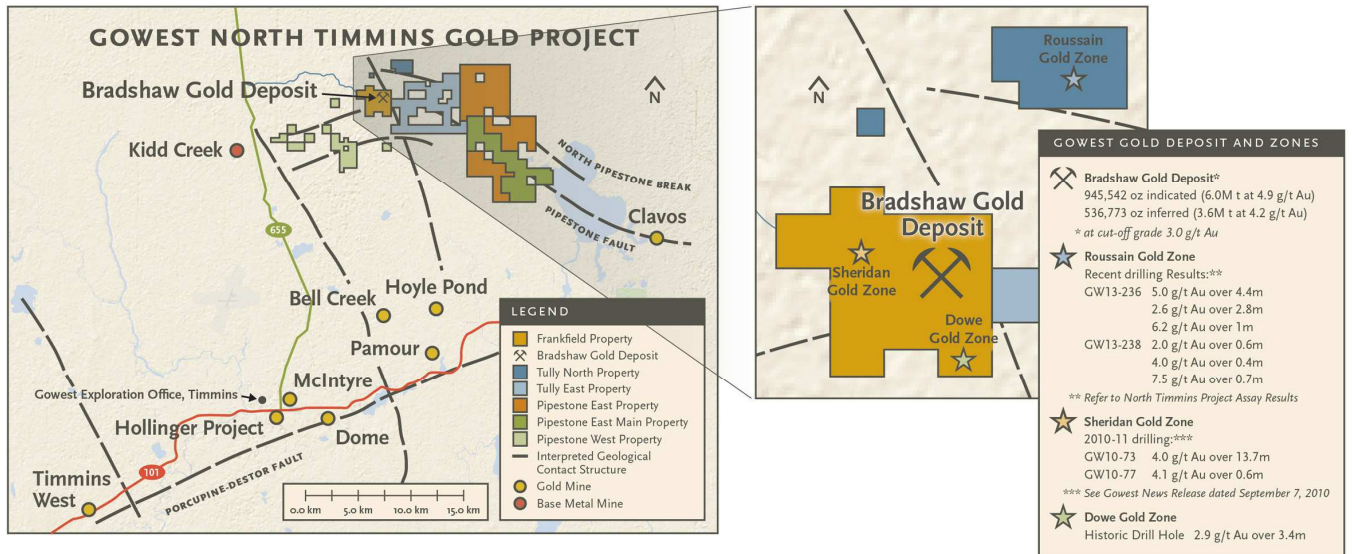 GOWEST NORTH TIMMINS GOLD PROJECT
Bradshaw Gold Deposit
N
Kidd Creek
NORTH PIPESTONE BREAK
PIPESTONE FAULT
Clavos
655
Bell Creek
Hoyle Pond
Pamour
McIntyre
Gowest Exploration Office, Timmins
Hollinger Project
Dome
101
Timmins
West
PORCUPINE-DESTOR FAULT
0.0 km 5.0 km 10.0 km 15.0 km
LEGEND
Frankfield Property
Bradshaw Gold Deposit
Tully North Property
Tully East Property
Pipestone East Property
Pipestone East Main Property
Pipestone West Property
Interpreted Geological
Contact Structure
Gold Mine
Base Metal Mine
Roussain
Gold Zone
N
Bradshaw Gold
Deposit
Sheridan
Gold Zone
Dowe
Gold Zone
GOWEST GOLD DEPOSIT AND ZONES
Bradshaw Gold Deposit*
945,542 oz indicated (6.0M t at 4.9 g/t Au)
536,773 oz inferred (3.6M t at 4.2 g/t Au)
* at cut-off grade 3.0 g/t Au
Roussain Gold Zone
Recent drilling Results:**
GW13-236 5.0 g/t Au over 4.4m
2.6 g/t Au over 2.8m
6.2 g/t Au over 1m
GW13-238 2.0 g/t Au over 0.6m
4.0 g/t Au over 0.4m
7.5 g/t Au over 0.7m
** Refer to North Timmins Project Assay Results
Sheridan Gold Zone
2010-11 drilling:***
GW10-73 4.0 g/t Au over 13.7m
GW10-77 4.1 g/t Au over 0.6m
*** See Gowest News Release dated September 7, 2010
Dowe Gold Zone
Historic Drill Hole 2.9 g/t Au over 3.4m